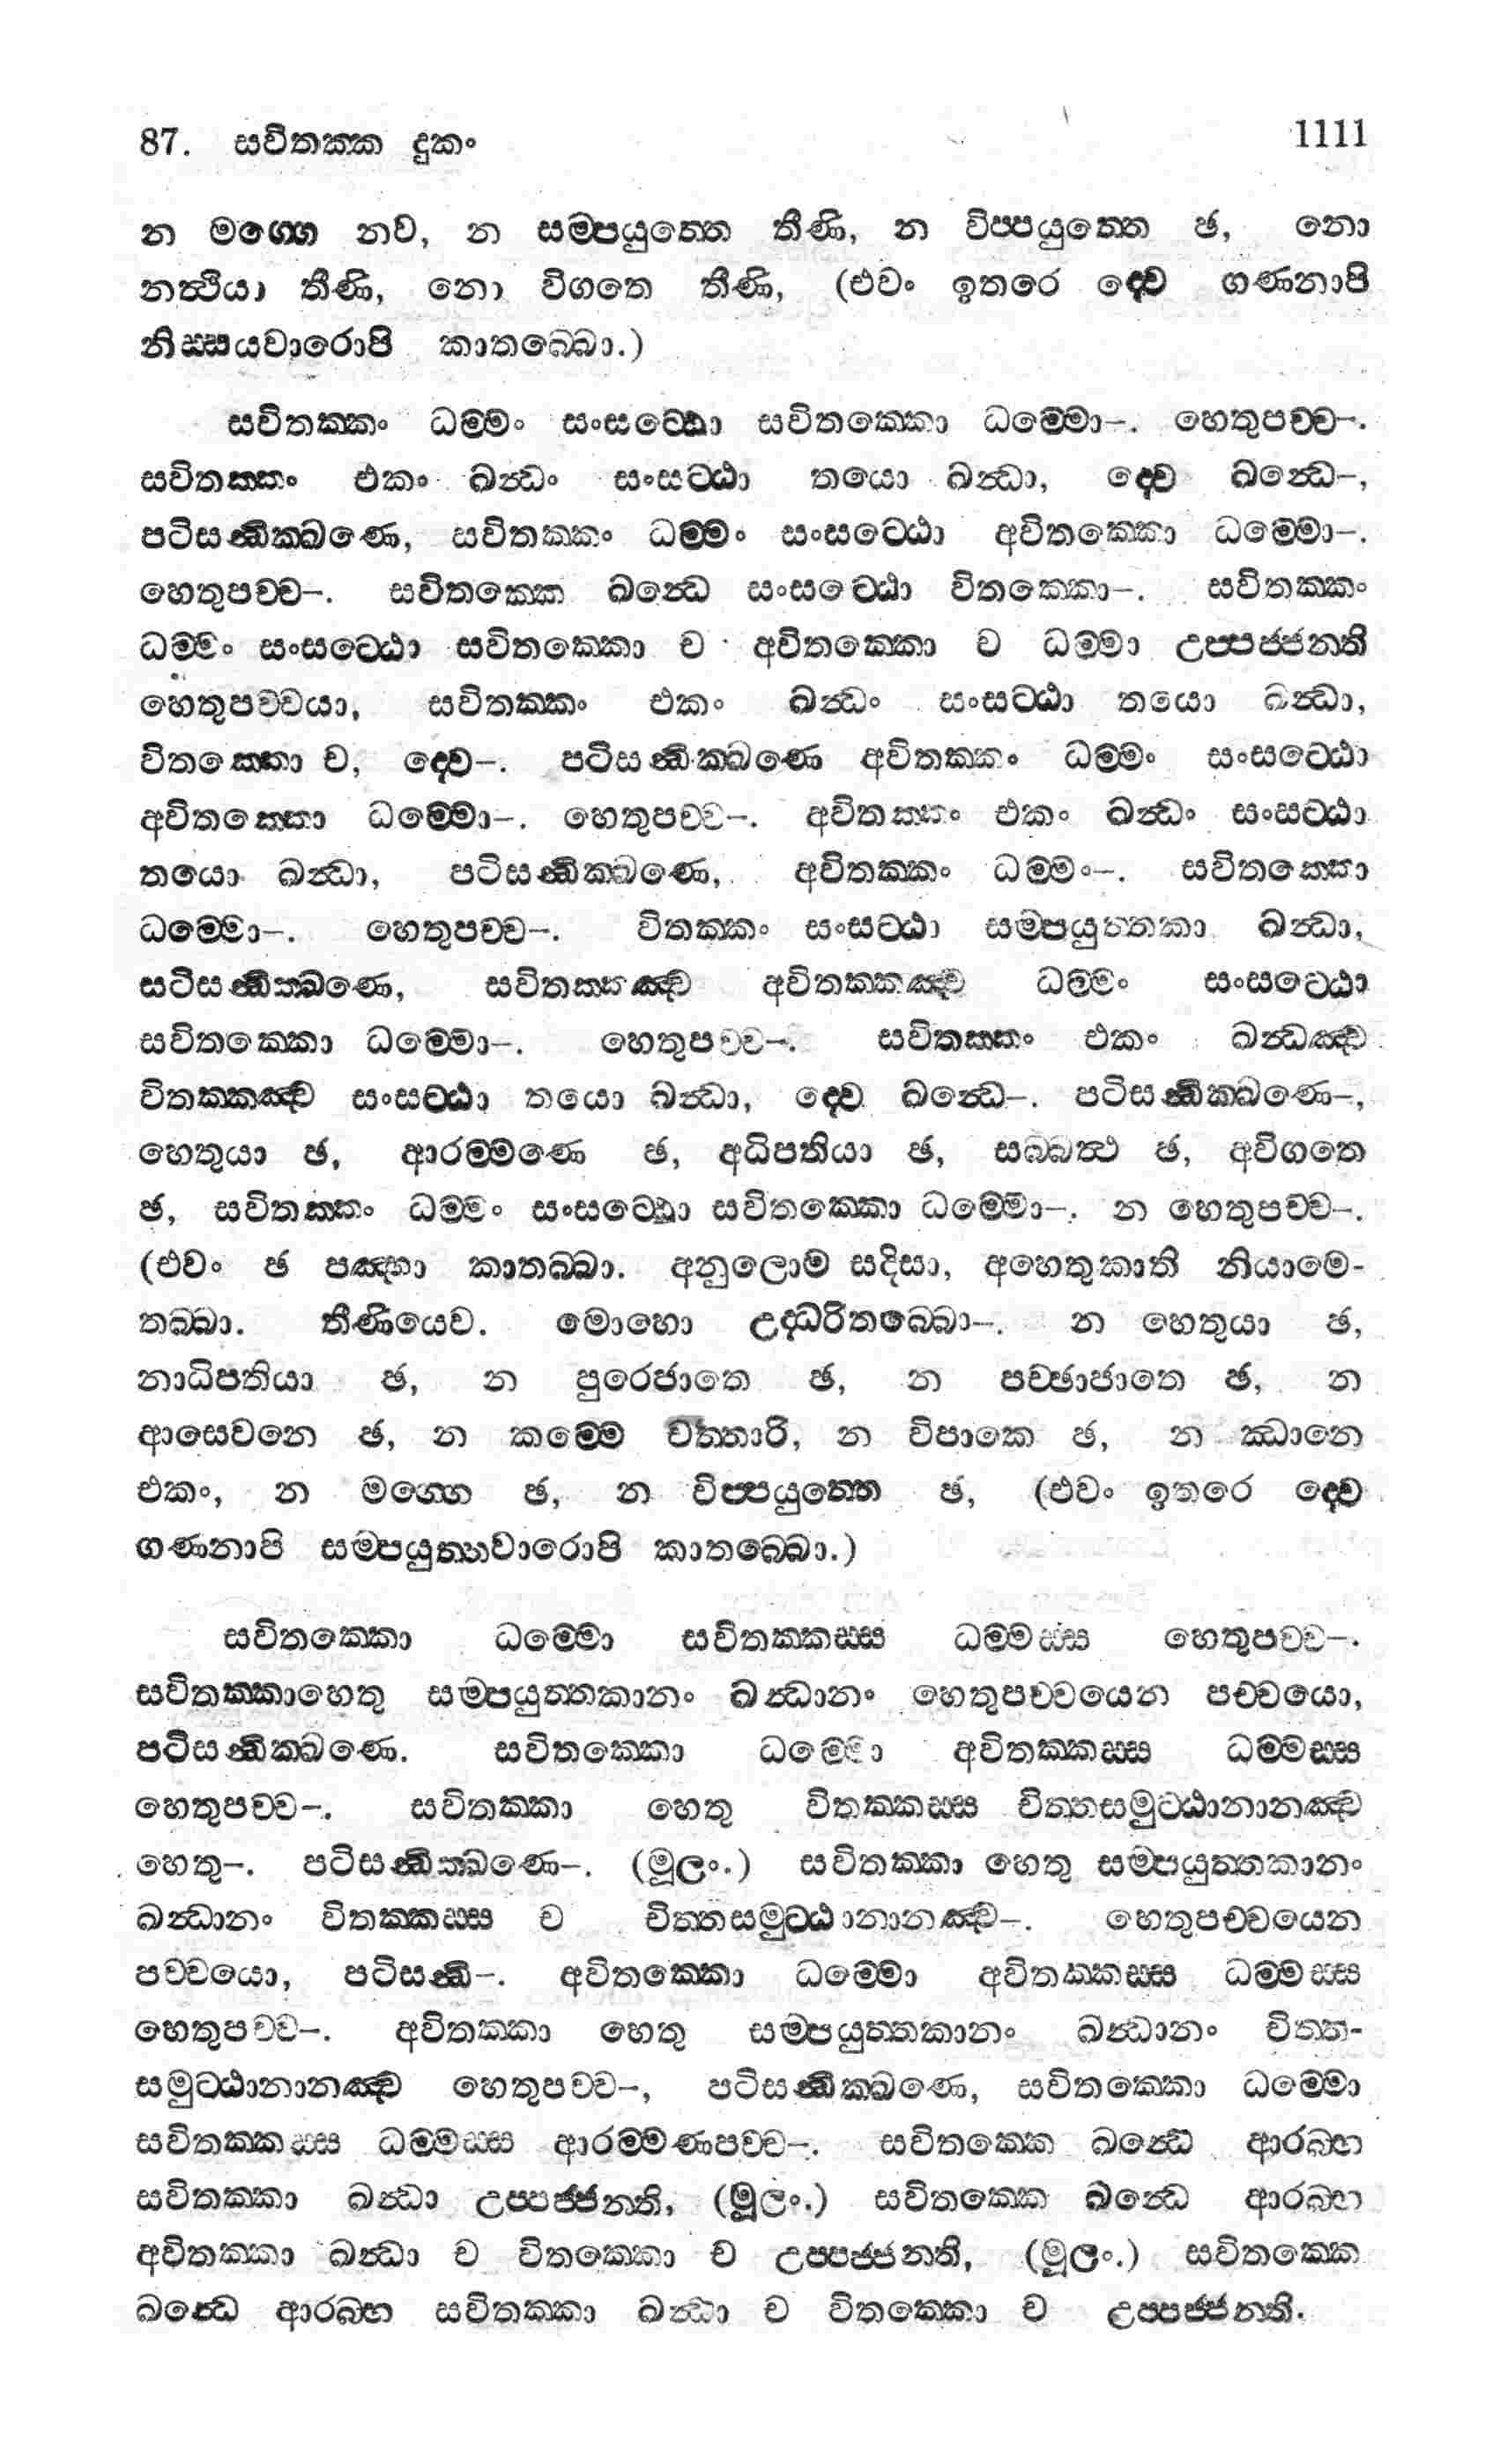 87. සවිතක්ක දුකං 1111
න මග්ගෙ නව, න සම්පයුත්තෙ තීණි, න විප්පයුත්තෙ ඡ, නො
නත්ථියා තීණි, නො විගතෙ තීණි, (එවං ඉතරෙ ද්වෙ ගණනාපි
නිස්සයවාරොපි කාතබ්බො.)
සවිතක්කං ධම්මං සංසට්ඨො සවිතක්කො ධම්මො–. හෙතුපච්ච–.
සවිතක්කං එකං ඛන්ධං සංසට්ඨා තයො ඛන්ධා, ද්වෙ ඛන්ධෙ–,
පටිසන්ධික්ඛණෙ, සවිතක්කං ධම්මං සංසට්ඨො අවිතක්කො ධම්මො–.
හෙතුපච්ච–. සවිතක්කෙ ඛන්ධෙ සංසට්ඨො විතක්කො–. සවිතක්කං
ධම්මං සංසට්ඨො සවිතක්කො ච අවිතක්කො ච ධම්මා උප්පජ්ජන්ති
හෙතුපච්චයා, සවිතක්කං එකං ඛන්ධං සංසට්ඨා තයො ඛන්ධා,
විතක්කො ච, ද්වෙ–. පටිසන්ධික්ඛණෙ අවිතක්කං ධම්මං සංසට්ඨො
අවිතක්කො ධම්මො–. හෙතුපච්ච–. අවිතක්කං එකං ඛන්ධං සංසට්ඨා
තයො ඛන්ධා, පටිසන්ධික්ඛණෙ, අවිතක්කං ධම්මං–. සවිතක්කො
ධම්මො–. හෙතුපච්ච–. විතක්කං සංසට්ඨා සම්පයුත්තකා ඛන්ධා,
සටිසන්ධික්ඛණෙ, සවිතක්කඤ්ච අවිතක්කඤ්ච ධම්මං සංසට්ඨො
සවිතක්කො ධම්මො–. හෙතුපච්ච–. සවිතක්කං එකං ඛන්ධඤ්ච
විතක්කඤ්ච සංසට්ඨා තයො ඛන්ධා, ද්වෙ ඛන්ධෙ–. පටිසන්ධික්ඛණෙ–,
හෙතුයා ඡ, ආරම්මණෙ ඡ, අධිපතියා ඡ, සබ්බත්ථ ඡ, අවිගතෙ
ඡ, සවිතක්කං ධම්මං සංසට්ඨො සවිතක්කො ධම්මො–. න හෙතුපච්ච–.
(එවං ඡ පඤ්හා කාතබ්බා. අනුලොම සදිසා, අහෙතුකාති නියාමෙ-
තබ්බා. තීණියෙව. මොහො උද්ධරිතබ්බො–. න හෙතුයා ඡ,
නාධිපතියා ඡ, න පුරෙජාතෙ ඡ, න පච්ඡාජාතෙ ඡ, න
ආසෙවනෙ ඡ, න කම්මෙ චත්තාරි, න විපාකෙ ඡ, න ඣානෙ
එකං, න මග්ගෙ ඡ, න විප්පයුත්තෙ ඡ, (එවං ඉතරෙ ද්වෙ
ගණනාපි සම්පයුත්තවාරොපි කාතබ්බො.)
සවිතක්කො ධම්මො සවිතක්කස්ස ධම්මස්ස හෙතුපච්ච–.
සවිතක්කාහෙතු සම්පයුත්තකානං ඛන්ධානං හෙතුපච්චයෙන පච්චයො,
පටිසන්ධික්ඛණෙ. සවිතක්කො ධම්මො අවිතක්කස්ස ධම්මස්ස
හෙතුපච්ච–. සවිතක්කා හෙතු විතක්කස්ස චිත්තසමුට්ඨානානඤ්ච
හෙතු–. පටිසන්ධික්ඛණෙ–. (මූලං.) සවිතක්කා හෙතු සම්පයුත්තකානං
ඛන්ධානං විතක්කස්ස ච චිත්තසමුට්ඨානානඤ්ච–. හෙතුපච්චයෙන
පච්චයො, පටිසන්ධි–. අවිතක්කො ධම්මො අවිතක්කස්ස ධම්මස්ස
හෙතුපච්ච–. අවිතක්කා හෙතු සම්පයුත්තකානං ඛන්ධානං චිත්ත-
සමුට්ඨානානඤ්ච හෙතුපච්ච–, පටිසන්ධික්ඛණෙ, සවිතක්කො ධම්මො
සවිතක්කස්ස ධම්මස්ස ආරම්මණපච්ච–. සවිතක්කෙ ඛන්ධෙ ආරබ්භ
සවිතක්කා ඛන්ධා උප්පජ්ජන්ති, (මූලං.) සවිතක්කෙ ඛන්ධෙ ආරබ්භ
අවිතක්කා ඛන්ධා ච විතක්කො ච උප්පජ්ජන්ති, (මූලං.) සවිතක්කෙ
ඛන්ධෙ ආරබ්භ සවිතක්කා ඛන්ධා ච විතක්කො ච උප්පජ්ජන්ති.